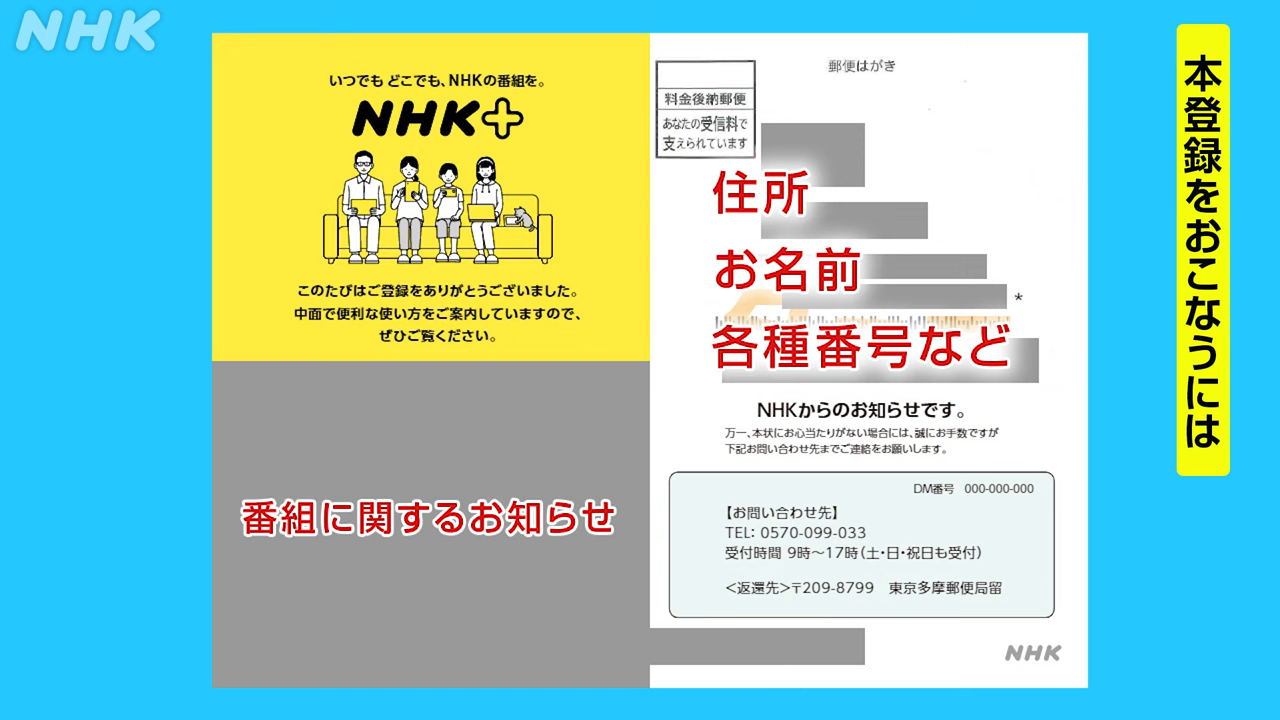 NHK
いつでも どこでも、NHKの番組を。
NHK+
このたびはご登録をありがとうございました。
中面で便利な使い方をご案内していますので、
ぜひご覧ください。
番組に関するお知らせ
郵便はがき
料金後納郵便
あなたの受信料で
支えられています
住所
お名前
*
各種番号など
NHKからのお知らせです。
万一、本状にお心当たりがない場合には、誠にお手数ですが
下記お問い合わせ先までご連絡をお願いします。
DM番号 000-000-000
【お問い合わせ先】
TEL: 0570-099-033
受付時間 9時~17時(土・日・祝日も受付)
<返還先>〒209-8799 東京多摩郵便局留
NHK
本登録をおこなうには